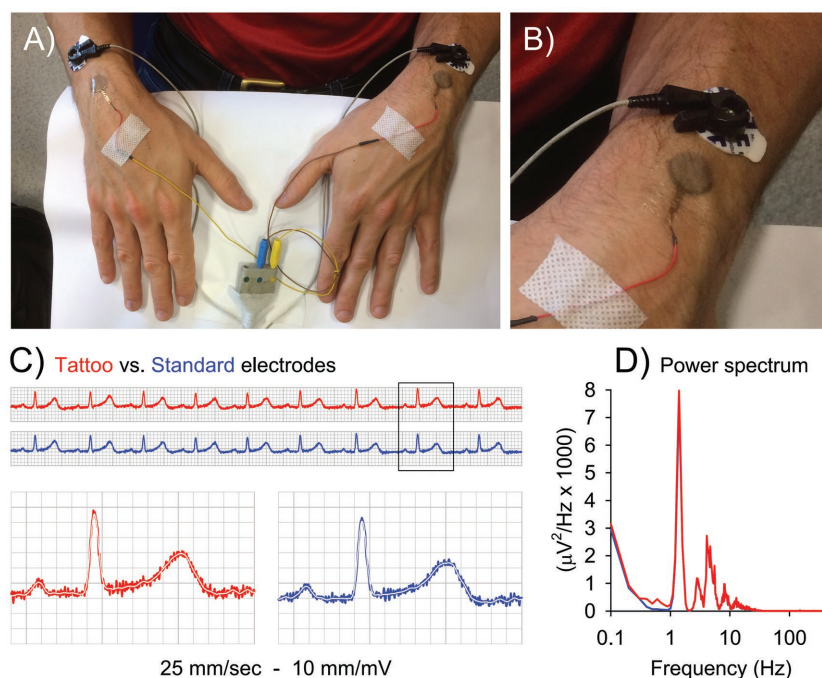 A)
B)
C) Tattoo vs. Standard electrodes
25 mm/sec - 10 mm/mV
D) Power spectrum
(μV²/Hz x 1000)
8
7
6
5
4
3
2
1
0
0.1 1 10 100
Frequency (Hz)